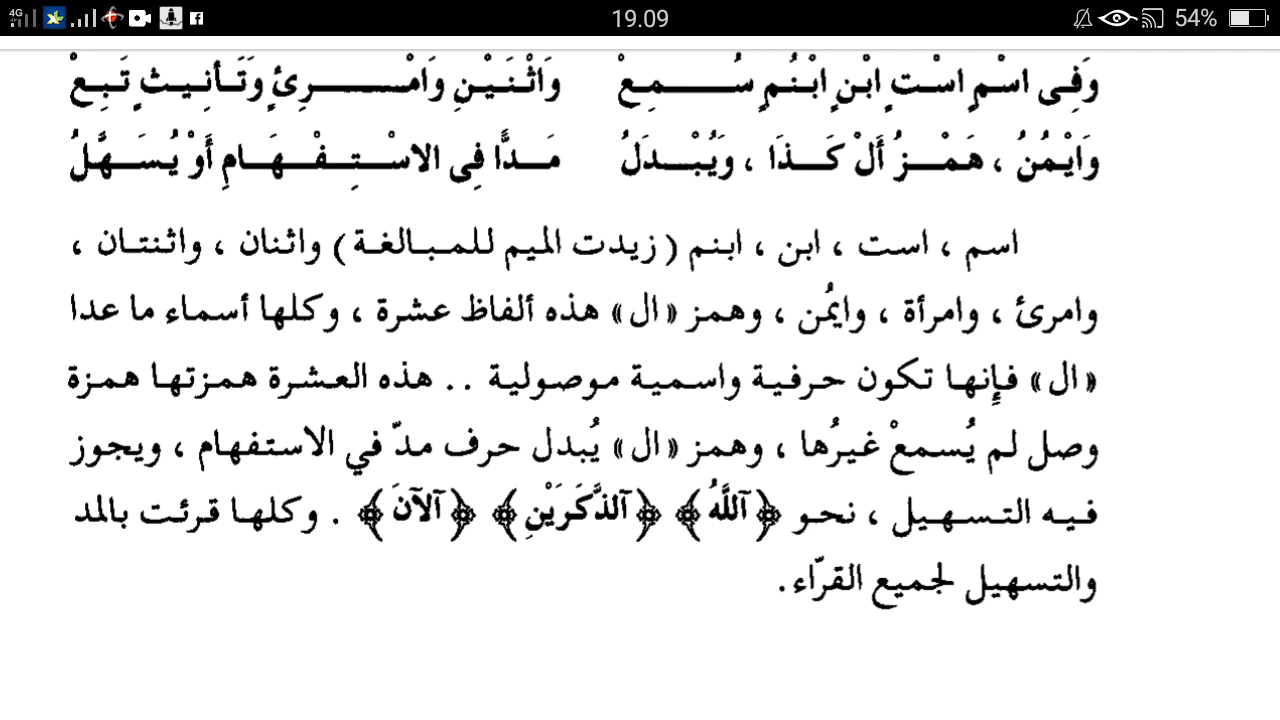 4G 19.09 54%
وَفِى اسْمٍ اسْتٍ ابْنٍ ابْنُمٍ سُمِعْ وَاثْنَيْنِ وَامْرِئٍ وَتَأنِيثٍ تَبِعْ
وَايْمُنُ ، هَمْزُ أَلْ كَذَا ، وَيُبْدَلُ مَدًّا فِى الاسْتِفْهَامِ أَوْ يُسَهَّلُ
اسم ، است ، ابن ، ابنم ( زيدت الميم للمبالغة ) واثنان ، واثنتان ،
وامرئ ، وامرأة ، وايمُن ، وهمز « ال » هذه ألفاظ عشرة ، وكلها أسماء ما عدا
« ال » فإنها تكون حرفية واسمية موصولية .. هذه العشرة همزتها همزة
وصل لم يُسمعْ غيرُها ، وهمز « ال » يُبدل حرف مدّ في الاستفهام ، ويجوز
فيه التسهيل ، نحو ﴿ آللَّهُ ﴾ ﴿ آلذَّكَرَيْنِ ﴾ ﴿ آلآنَ ﴾ . وكلها قرئت بالمد
والتسهيل لجميع القرّاء .